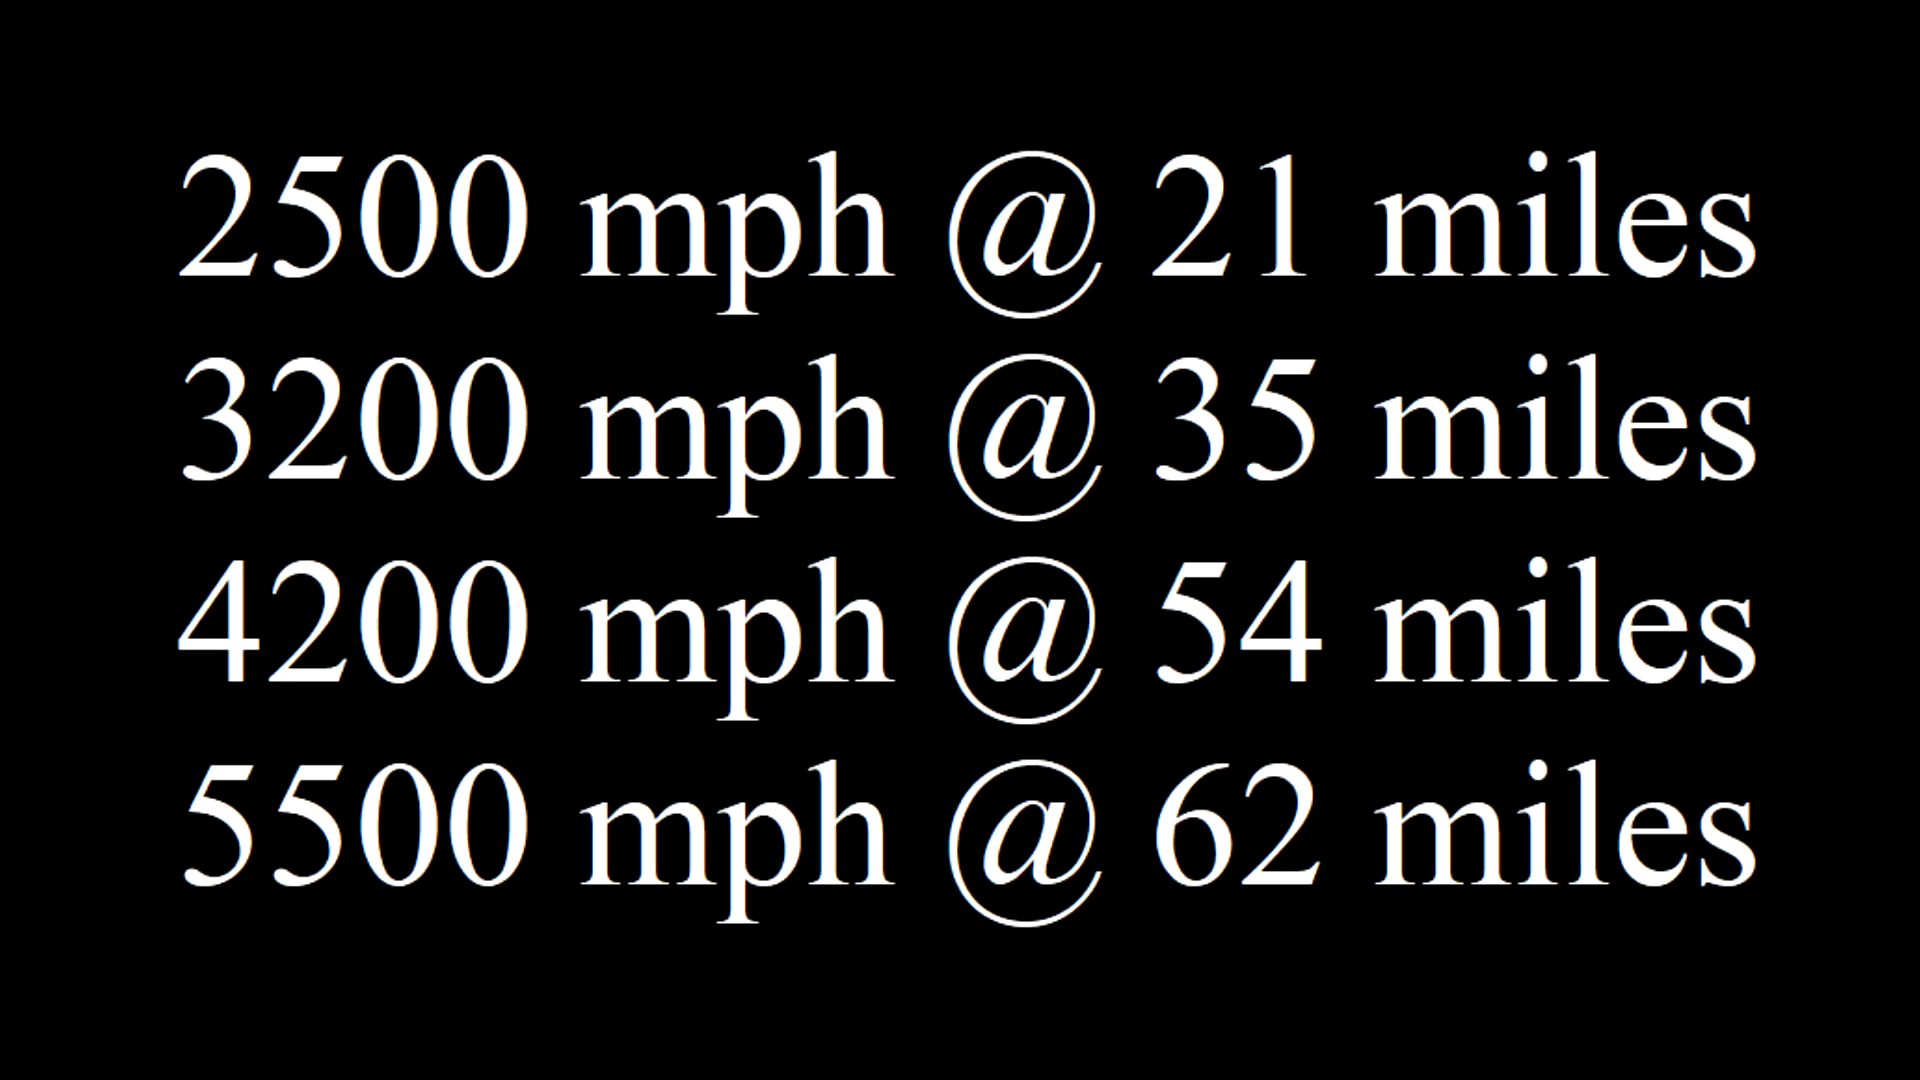 2500 mph @ 21 miles
3200 mph @ 35 miles
4200 mph @ 54 miles
5500 mph @ 62 miles